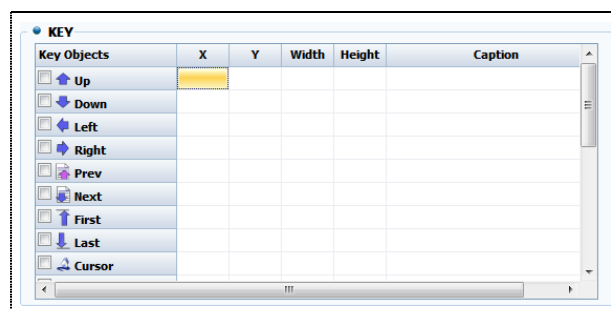 KEY
Key Objects X Y Width Height Caption
Up
Down
Left
Right
Prev
Next
First
Last
Cursor